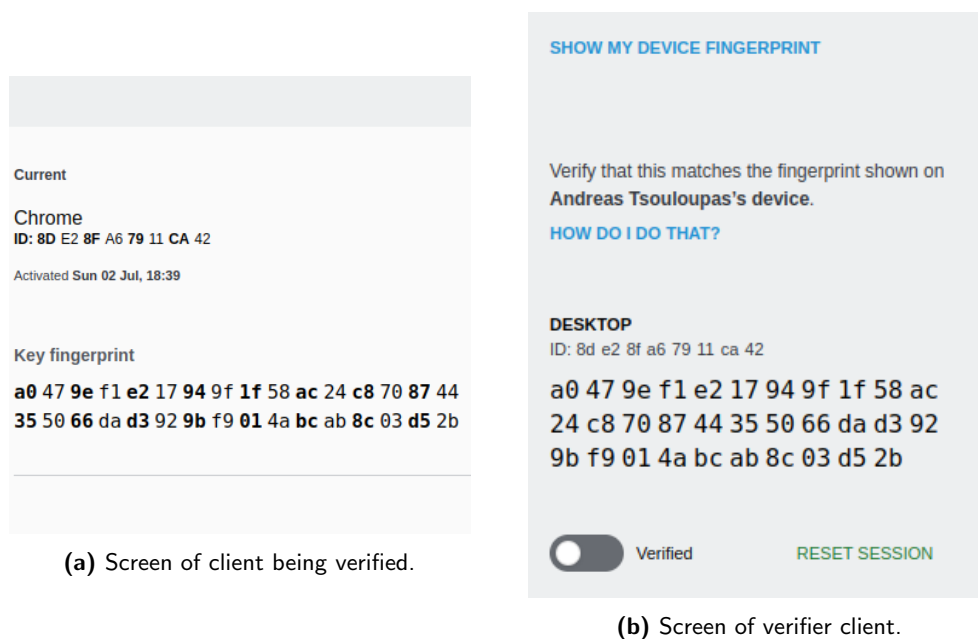 Current
Chrome
ID: 8D E2 8F A6 79 11 CA 42
Activated Sun 02 Jul, 18:39
Key fingerprint
a0 47 9e f1 e2 17 94 9f 1f 58 ac 24 c8 70 87 44
35 50 66 da d3 92 9b f9 01 4a bc ab 8c 03 d5 2b
(a) Screen of client being verified.
SHOW MY DEVICE FINGERPRINT
Verify that this matches the fingerprint shown on
Andreas Tsouloupas's device.
HOW DO I DO THAT?
DESKTOP
ID: 8d e2 8f a6 79 11 ca 42
a0 47 9e f1 e2 17 94 9f 1f 58 ac
24 c8 70 87 44 35 50 66 da d3 92
9b f9 01 4a bc ab 8c 03 d5 2b
Verified RESET SESSION
(b) Screen of verifier client.